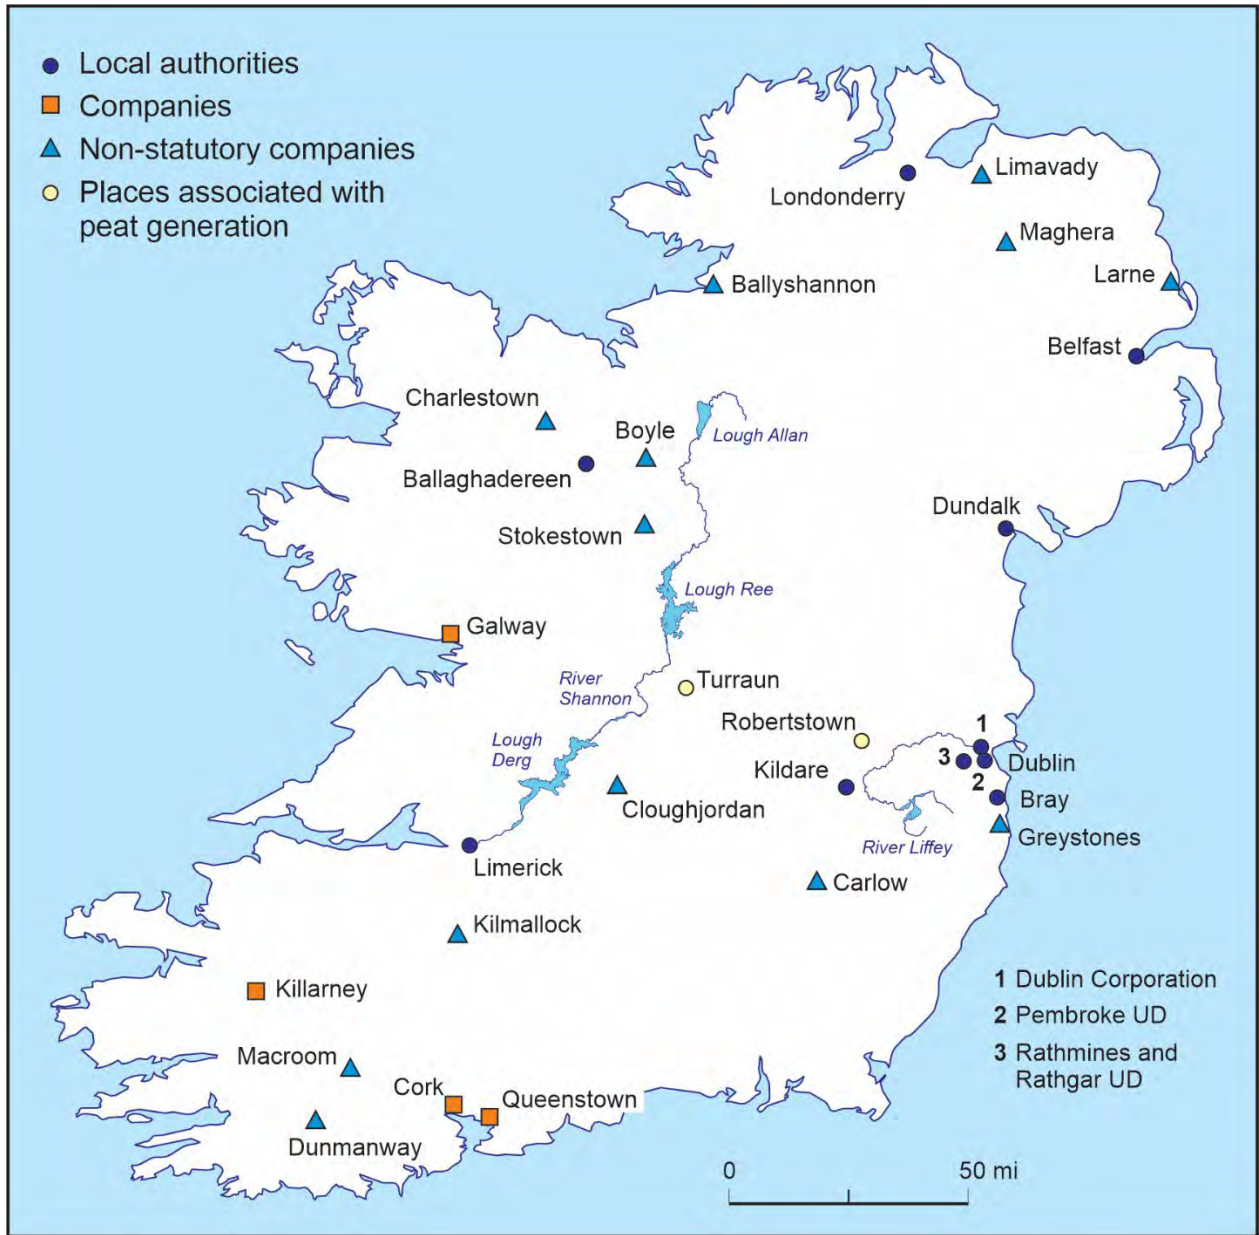 Local authorities
Companies
Non-statutory companies
Places associated with
peat generation
Limavady
Londonderry
Maghera
Larne
Ballyshannon
Belfast
Charlestown
Boyle
Lough Allan
Ballaghadereen
Dundalk
Stokestown
Lough Ree
Galway
River
Shannon
Turraun
Robertstown
1
Lough
Derg
3
Dublin
Kildare
2
Bray
Cloughjordan
Greystones
River Liffey
Limerick
Carlow
Kilmallock
Killarney
1 Dublin Corporation
2 Pembroke UD
3 Rathmines and
Rathgar UD
Macroom
Cork
Queenstown
Dunmanway
0
50 mi